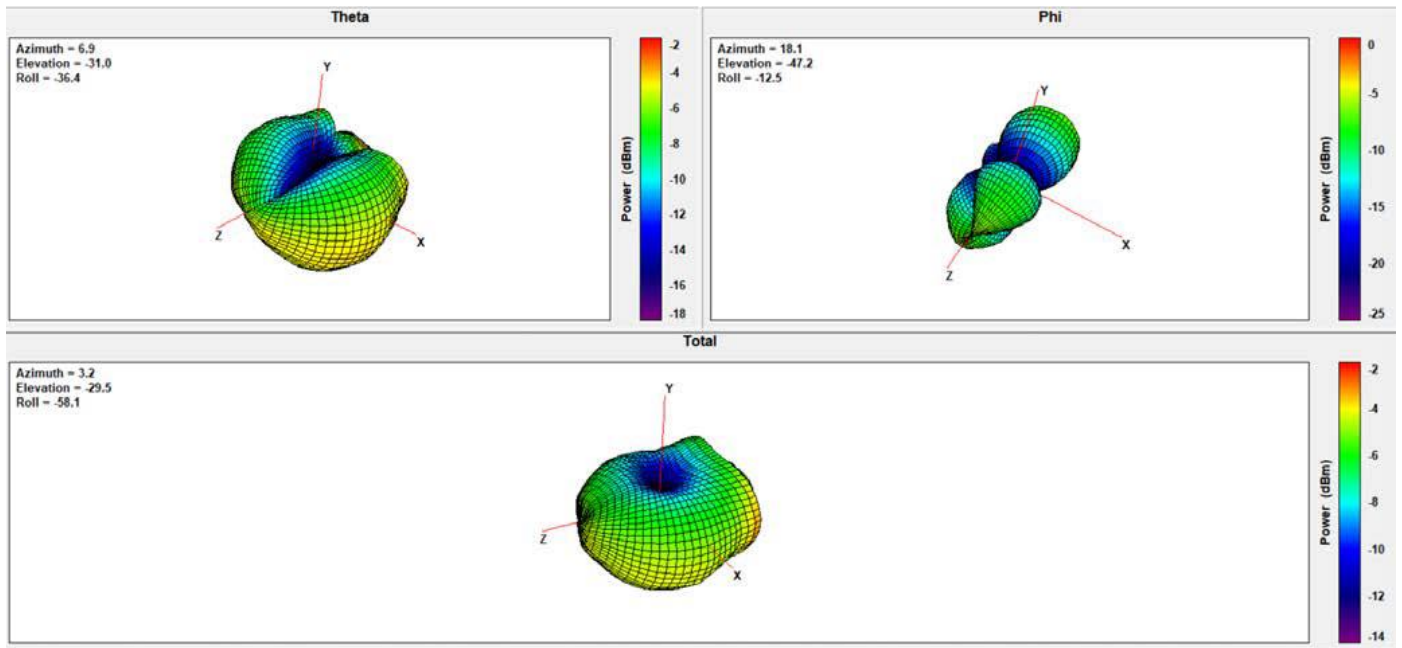 Theta
Azimuth = 6.9
Elevation = -31.0
Roll = -36.4
Y
Z
X
Power (dBm)
-2
-4
-6
-8
-10
-12
-14
-16
-18
Phi
Azimuth = 18.1
Elevation = -47.2
Roll = -12.5
Y
X
Z
Power (dBm)
0
-5
-10
-15
-20
-25
Total
Azimuth = 3.2
Elevation = -29.5
Roll = -58.1
Y
Z
X
Power (dBm)
-2
-4
-6
-8
-10
-12
-14